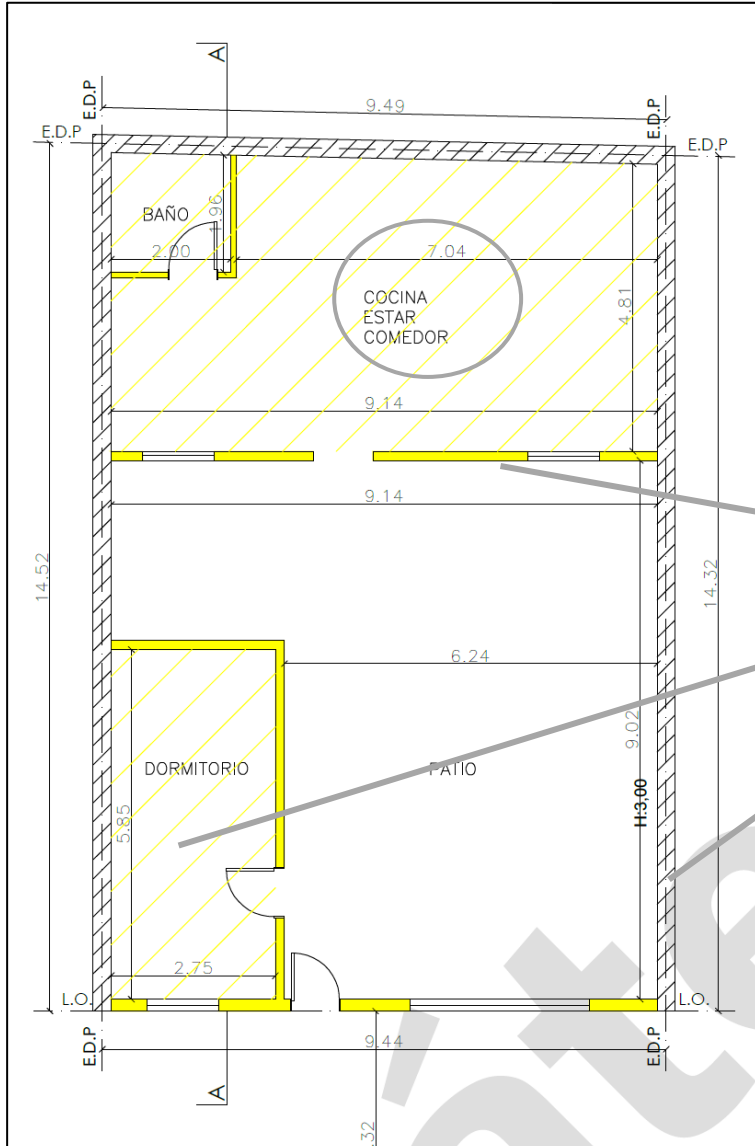 A
E.D.P
9.49
E.D.P
E.D.P
E.D.P
BAÑO
1.96
2.00
7.04
COCINA
ESTAR
COMEDOR
4.81
9.14
9.14
14.52
14.32
6.24
9.02
DORMITORIO
PATIO
H:3,00
5.85
2.75
L.O.
L.O.
E.D.P
9.44
E.D.P
A